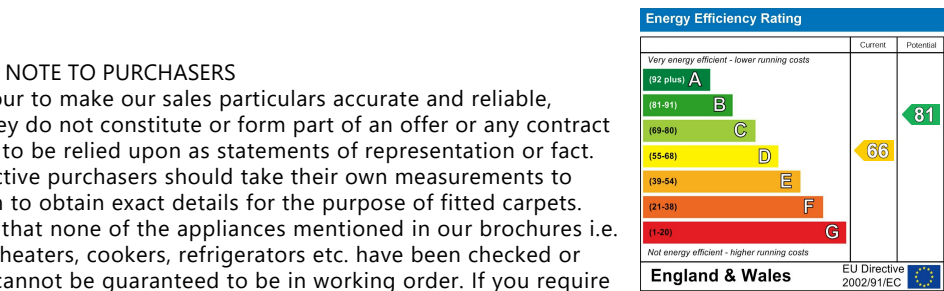 NOTE TO PURCHASERS
our to make our sales particulars accurate and reliable,
ey do not constitute or form part of an offer or any contract
to be relied upon as statements of representation or fact.
ctive purchasers should take their own measurements to
n to obtain exact details for the purpose of fitted carpets.
that none of the appliances mentioned in our brochures i.e.
heaters, cookers, refrigerators etc. have been checked or
cannot be guaranteed to be in working order. If you require
Energy Efficiency Rating
Current Potential
Very energy efficient - lower running costs
(92 plus) A
(81-91) B
81
(69-80) C
(55-68) D
66
(39-54) E
(21-38) F
(1-20) G
Not energy efficient - higher running costs
England & Wales
EU Directive
2002/91/EC